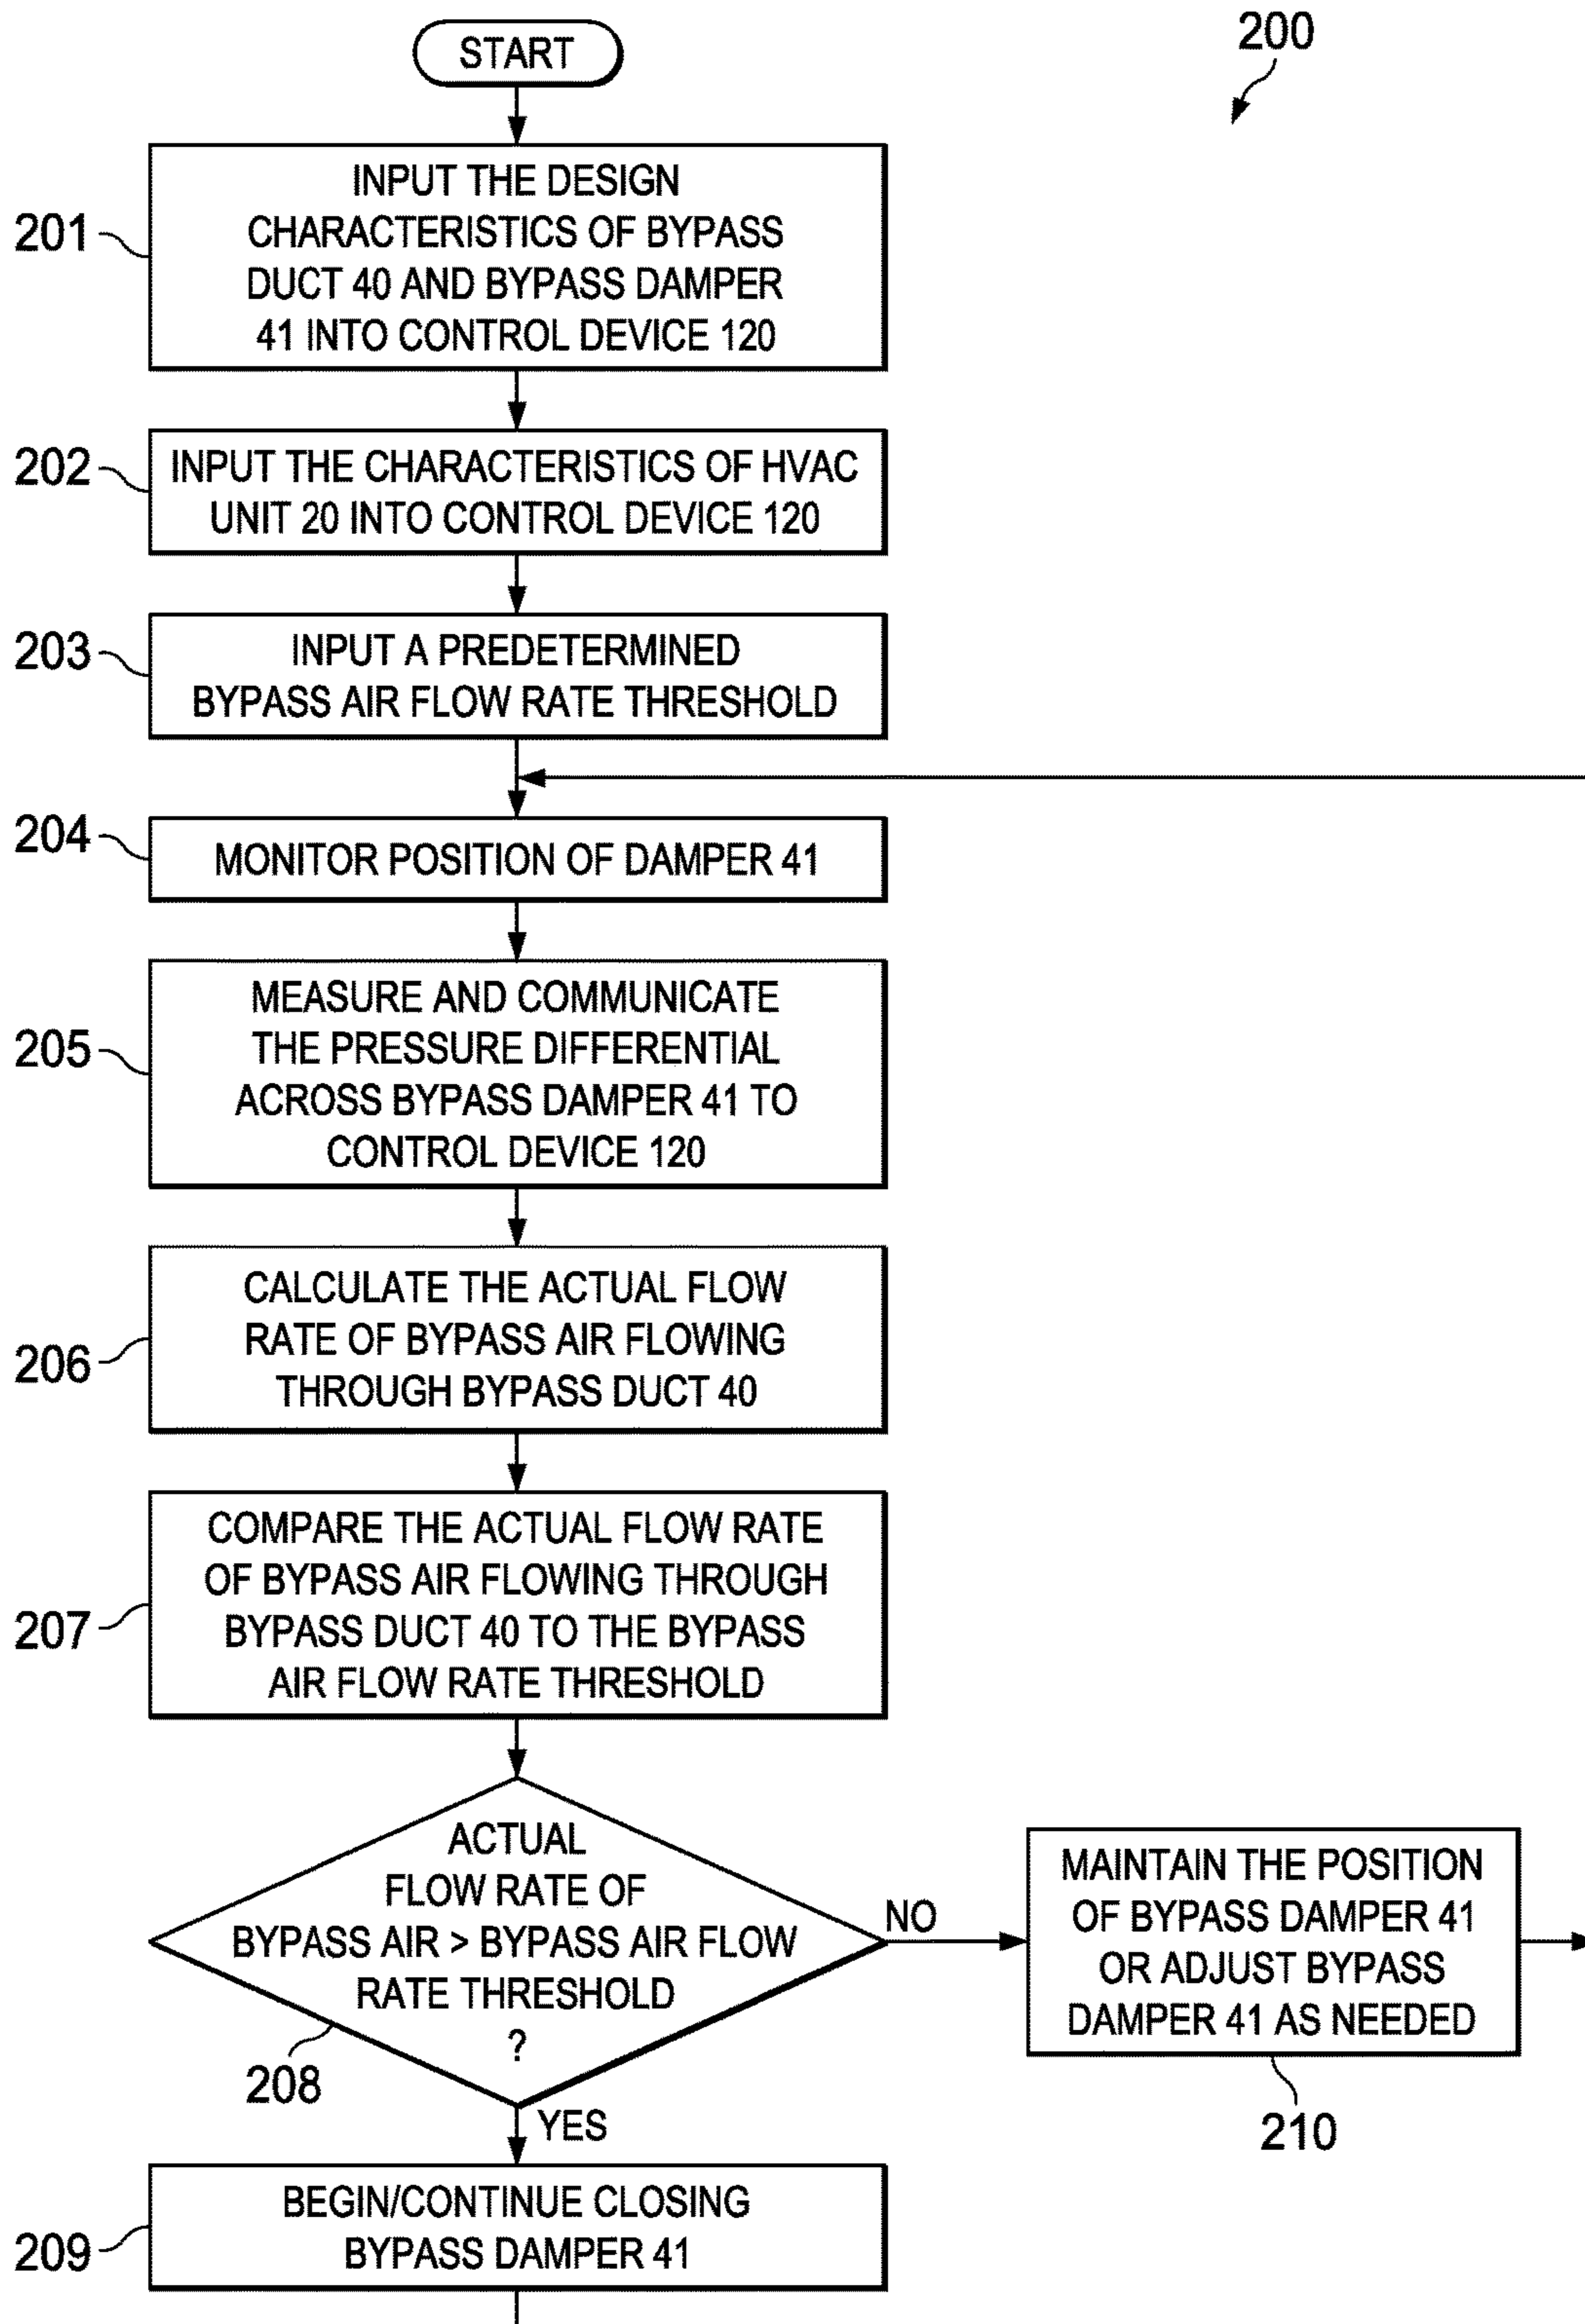 START
200
201
INPUT THE DESIGN
CHARACTERISTICS OF BYPASS
DUCT 40 AND BYPASS DAMPER
41 INTO CONTROL DEVICE 120
202
INPUT THE CHARACTERISTICS OF HVAC
UNIT 20 INTO CONTROL DEVICE 120
203
INPUT A PREDETERMINED
BYPASS AIR FLOW RATE THRESHOLD
204
MONITOR POSITION OF DAMPER 41
205
MEASURE AND COMMUNICATE
THE PRESSURE DIFFERENTIAL
ACROSS BYPASS DAMPER 41 TO
CONTROL DEVICE 120
206
CALCULATE THE ACTUAL FLOW
RATE OF BYPASS AIR FLOWING
THROUGH BYPASS DUCT 40
207
COMPARE THE ACTUAL FLOW RATE
OF BYPASS AIR FLOWING THROUGH
BYPASS DUCT 40 TO THE BYPASS
AIR FLOW RATE THRESHOLD
ACTUAL
FLOW RATE OF
BYPASS AIR > BYPASS AIR FLOW
RATE THRESHOLD
?
208
NO
MAINTAIN THE POSITION
OF BYPASS DAMPER 41
OR ADJUST BYPASS
DAMPER 41 AS NEEDED
210
YES
209
BEGIN/CONTINUE CLOSING
BYPASS DAMPER 41